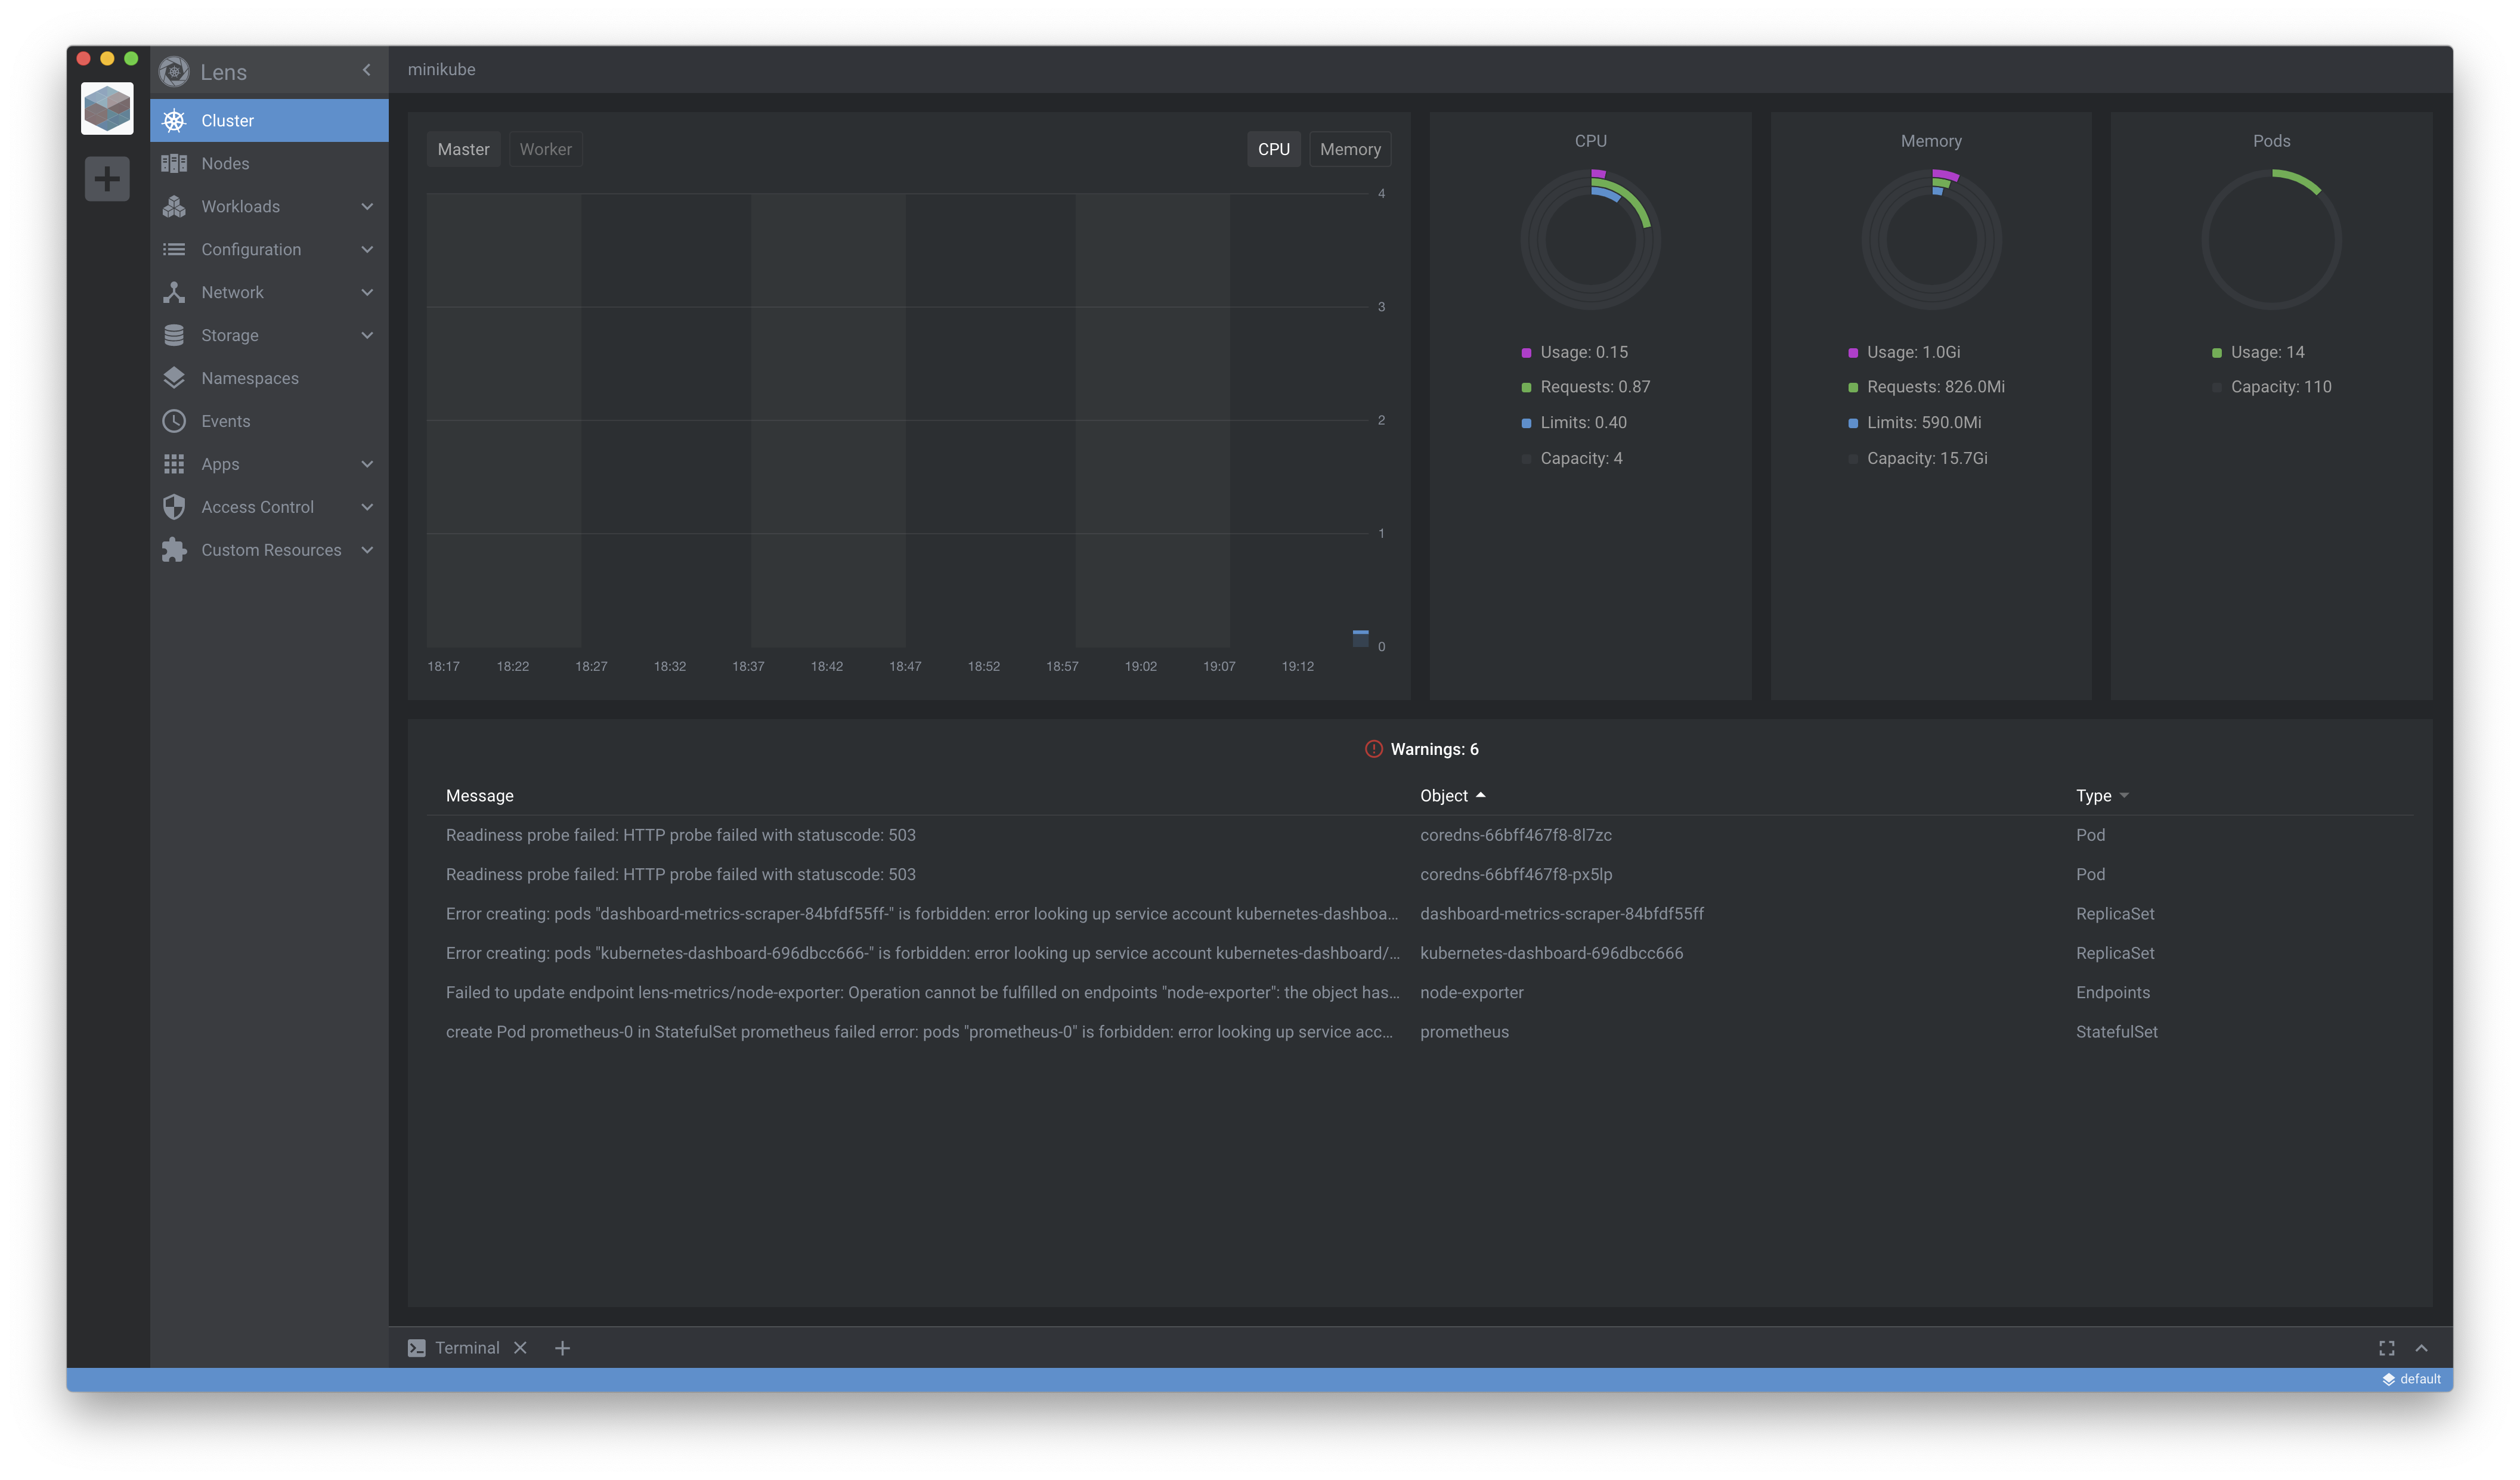 Lens
minikube
Cluster
Nodes
Workloads
Configuration
Network
Storage
Namespaces
Events
Apps
Access Control
Custom Resources
Master Worker CPU Memory
4
3
2
1
0
18:17 18:22 18:27 18:32 18:37 18:42 18:47 18:52 18:57 19:02 19:07 19:12
CPU
Usage: 0.15
Requests: 0.87
Limits: 0.40
Capacity: 4
Memory
Usage: 1.0Gi
Requests: 826.0Mi
Limits: 590.0Mi
Capacity: 15.7Gi
Pods
Usage: 14
Capacity: 110
Warnings: 6
Message Object Type
Readiness probe failed: HTTP probe failed with statuscode: 503 coredns-66bff467f8-8l7zc Pod
Readiness probe failed: HTTP probe failed with statuscode: 503 coredns-66bff467f8-px5lp Pod
Error creating: pods "dashboard-metrics-scraper-84bfdf55ff-" is forbidden: error looking up service account kubernetes-dashboa... dashboard-metrics-scraper-84bfdf55ff ReplicaSet
Error creating: pods "kubernetes-dashboard-696dbcc666-" is forbidden: error looking up service account kubernetes-dashboard/... kubernetes-dashboard-696dbcc666 ReplicaSet
Failed to update endpoint lens-metrics/node-exporter: Operation cannot be fulfilled on endpoints "node-exporter": the object has... node-exporter Endpoints
create Pod prometheus-0 in StatefulSet prometheus failed error: pods "prometheus-0" is forbidden: error looking up service acc... prometheus StatefulSet
Terminal
default